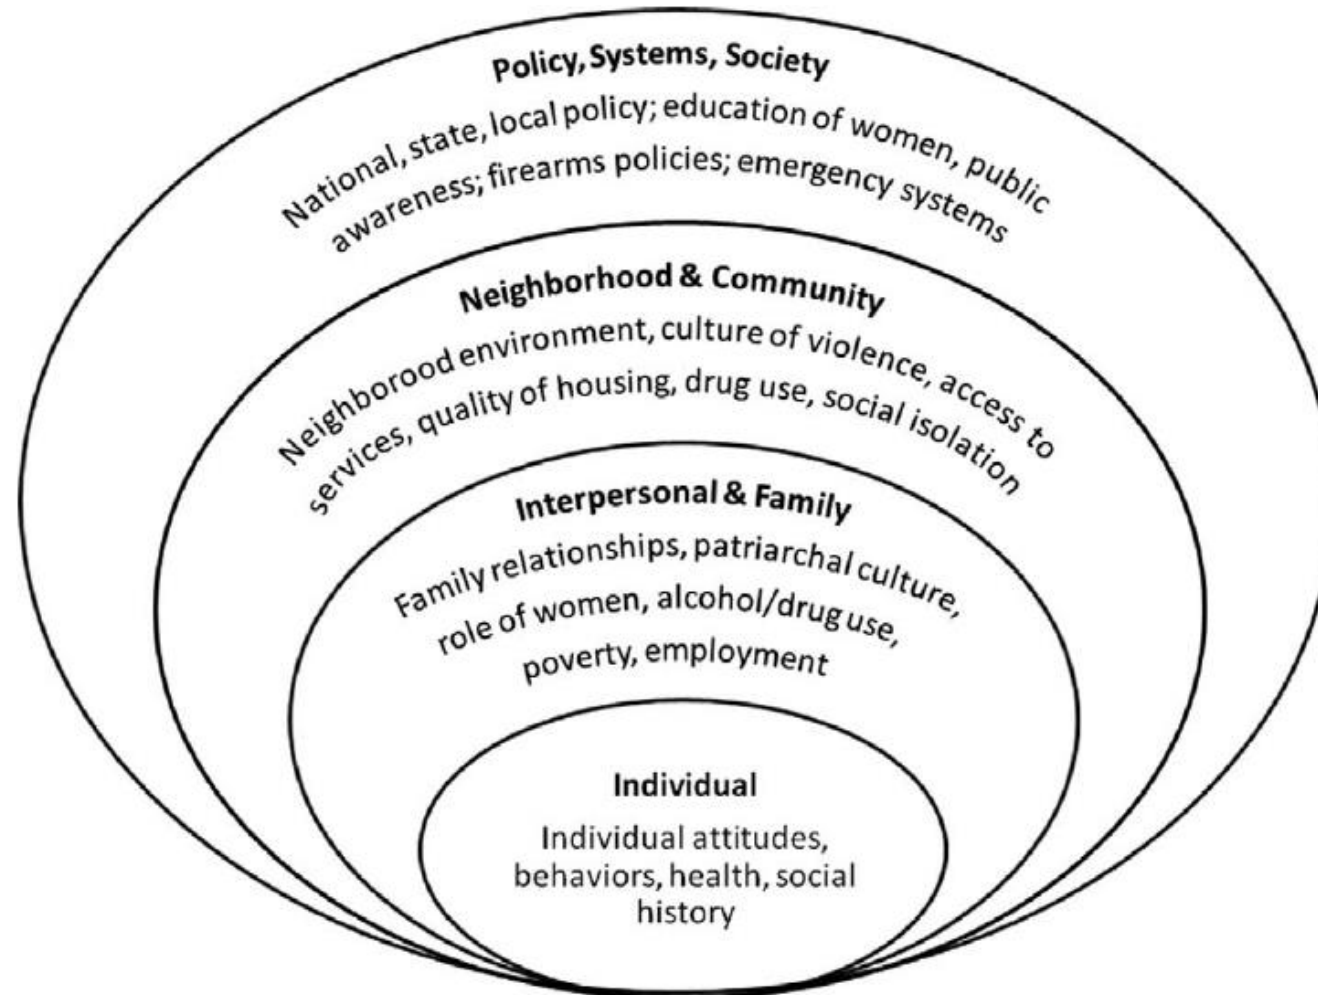 Policy, Systems, Society
National, state, local policy; education of women, public
awareness; firearms policies; emergency systems
Neighborhood & Community
Neighborood environment, culture of violence, access to
services, quality of housing, drug use, social isolation
Interpersonal & Family
Family relationships, patriarchal culture,
role of women, alcohol/drug use,
poverty, employment
Individual
Individual attitudes,
behaviors, health, social
history